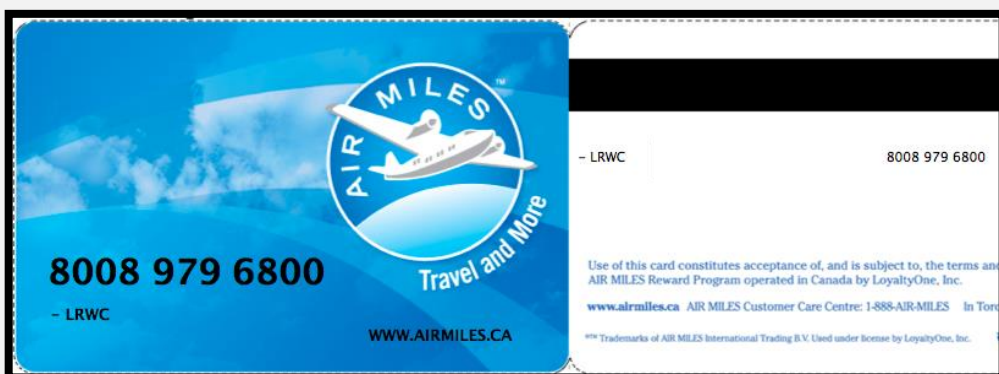 AIR MILES™
Travel and More
8008 979 6800
– LRWC
WWW.AIRMILES.CA
– LRWC 8008 979 6800
Use of this card constitutes acceptance of, and is subject to, the terms and
AIR MILES Reward Program operated in Canada by LoyaltyOne, Inc.
www.airmiles.ca AIR MILES Customer Care Centre: 1-888-AIR-MILES In
®™ Trademarks of AIR MILES International Trading B.V. Used under license by LoyaltyOne, Inc.